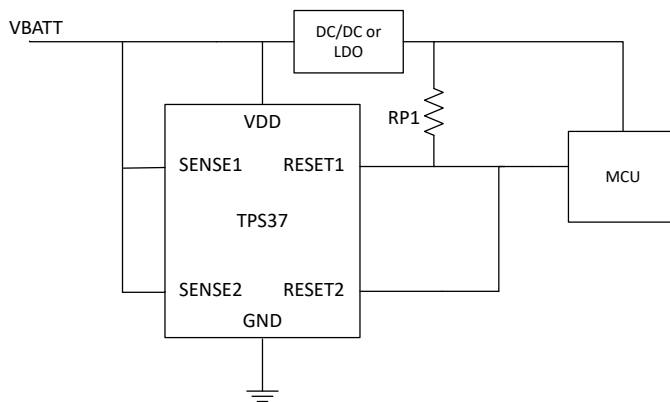 VBATT
DC/DC or
LDO
VDD
RP1
SENSE1
RESET1
MCU
TPS37
SENSE2
RESET2
GND